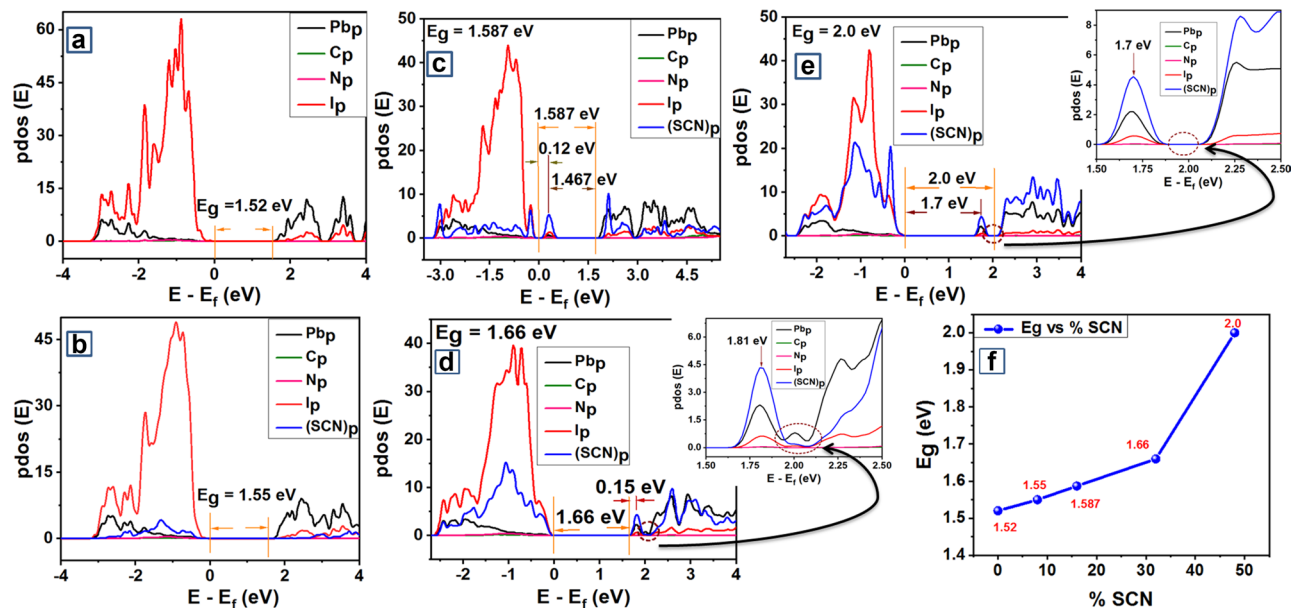 a
Pbp
Cp
Np
Ip
Eg =1.52 eV
pdos (E)
60
45
30
15
0
-4 -2 0 2 4
E - Ef (eV)
b
Pbp
Cp
Np
Ip
(SCN)p
Eg = 1.55 eV
pdos (E)
45
30
15
0
-4 -2 0 2 4
E - Ef (eV)
Eg = 1.587 eV
c
Pbp
Cp
Np
Ip
(SCN)p
1.587 eV
0.12 eV
1.467 eV
pdos (E)
50
40
30
20
10
0
-3.0 -1.5 0.0 1.5 3.0 4.5
E - Ef (eV)
Eg = 1.66 eV
d
Pbp
Cp
Np
Ip
(SCN)p
0.15 eV
1.66 eV
pdos (E)
40
30
20
10
0
-2 -1 0 1 2 3 4
E - Ef (eV)
1.81 eV
Pbp
Cp
Np
Ip
(SCN)p
pdos (E)
6.0
4.5
3.0
1.5
0.0
1.50 1.75 2.00 2.25 2.50
E - Ef (eV)
Eg = 2.0 eV
e
Pbp
Cp
Np
Ip
(SCN)p
2.0 eV
1.7 eV
pdos (E)
50
40
30
20
10
0
-2 -1 0 1 2 3 4
E - Ef (eV)
1.7 eV
Pbp
Cp
Np
Ip
(SCN)p
pdos (E)
8
6
4
2
0
1.50 1.75 2.00 2.25 2.50
E - Ef (eV)
Eg vs % SCN
f
2.0
1.66
1.55
1.587
1.52
Eg (eV)
2.0
1.9
1.8
1.7
1.6
1.5
1.4
0 10 20 30 40 50
% SCN